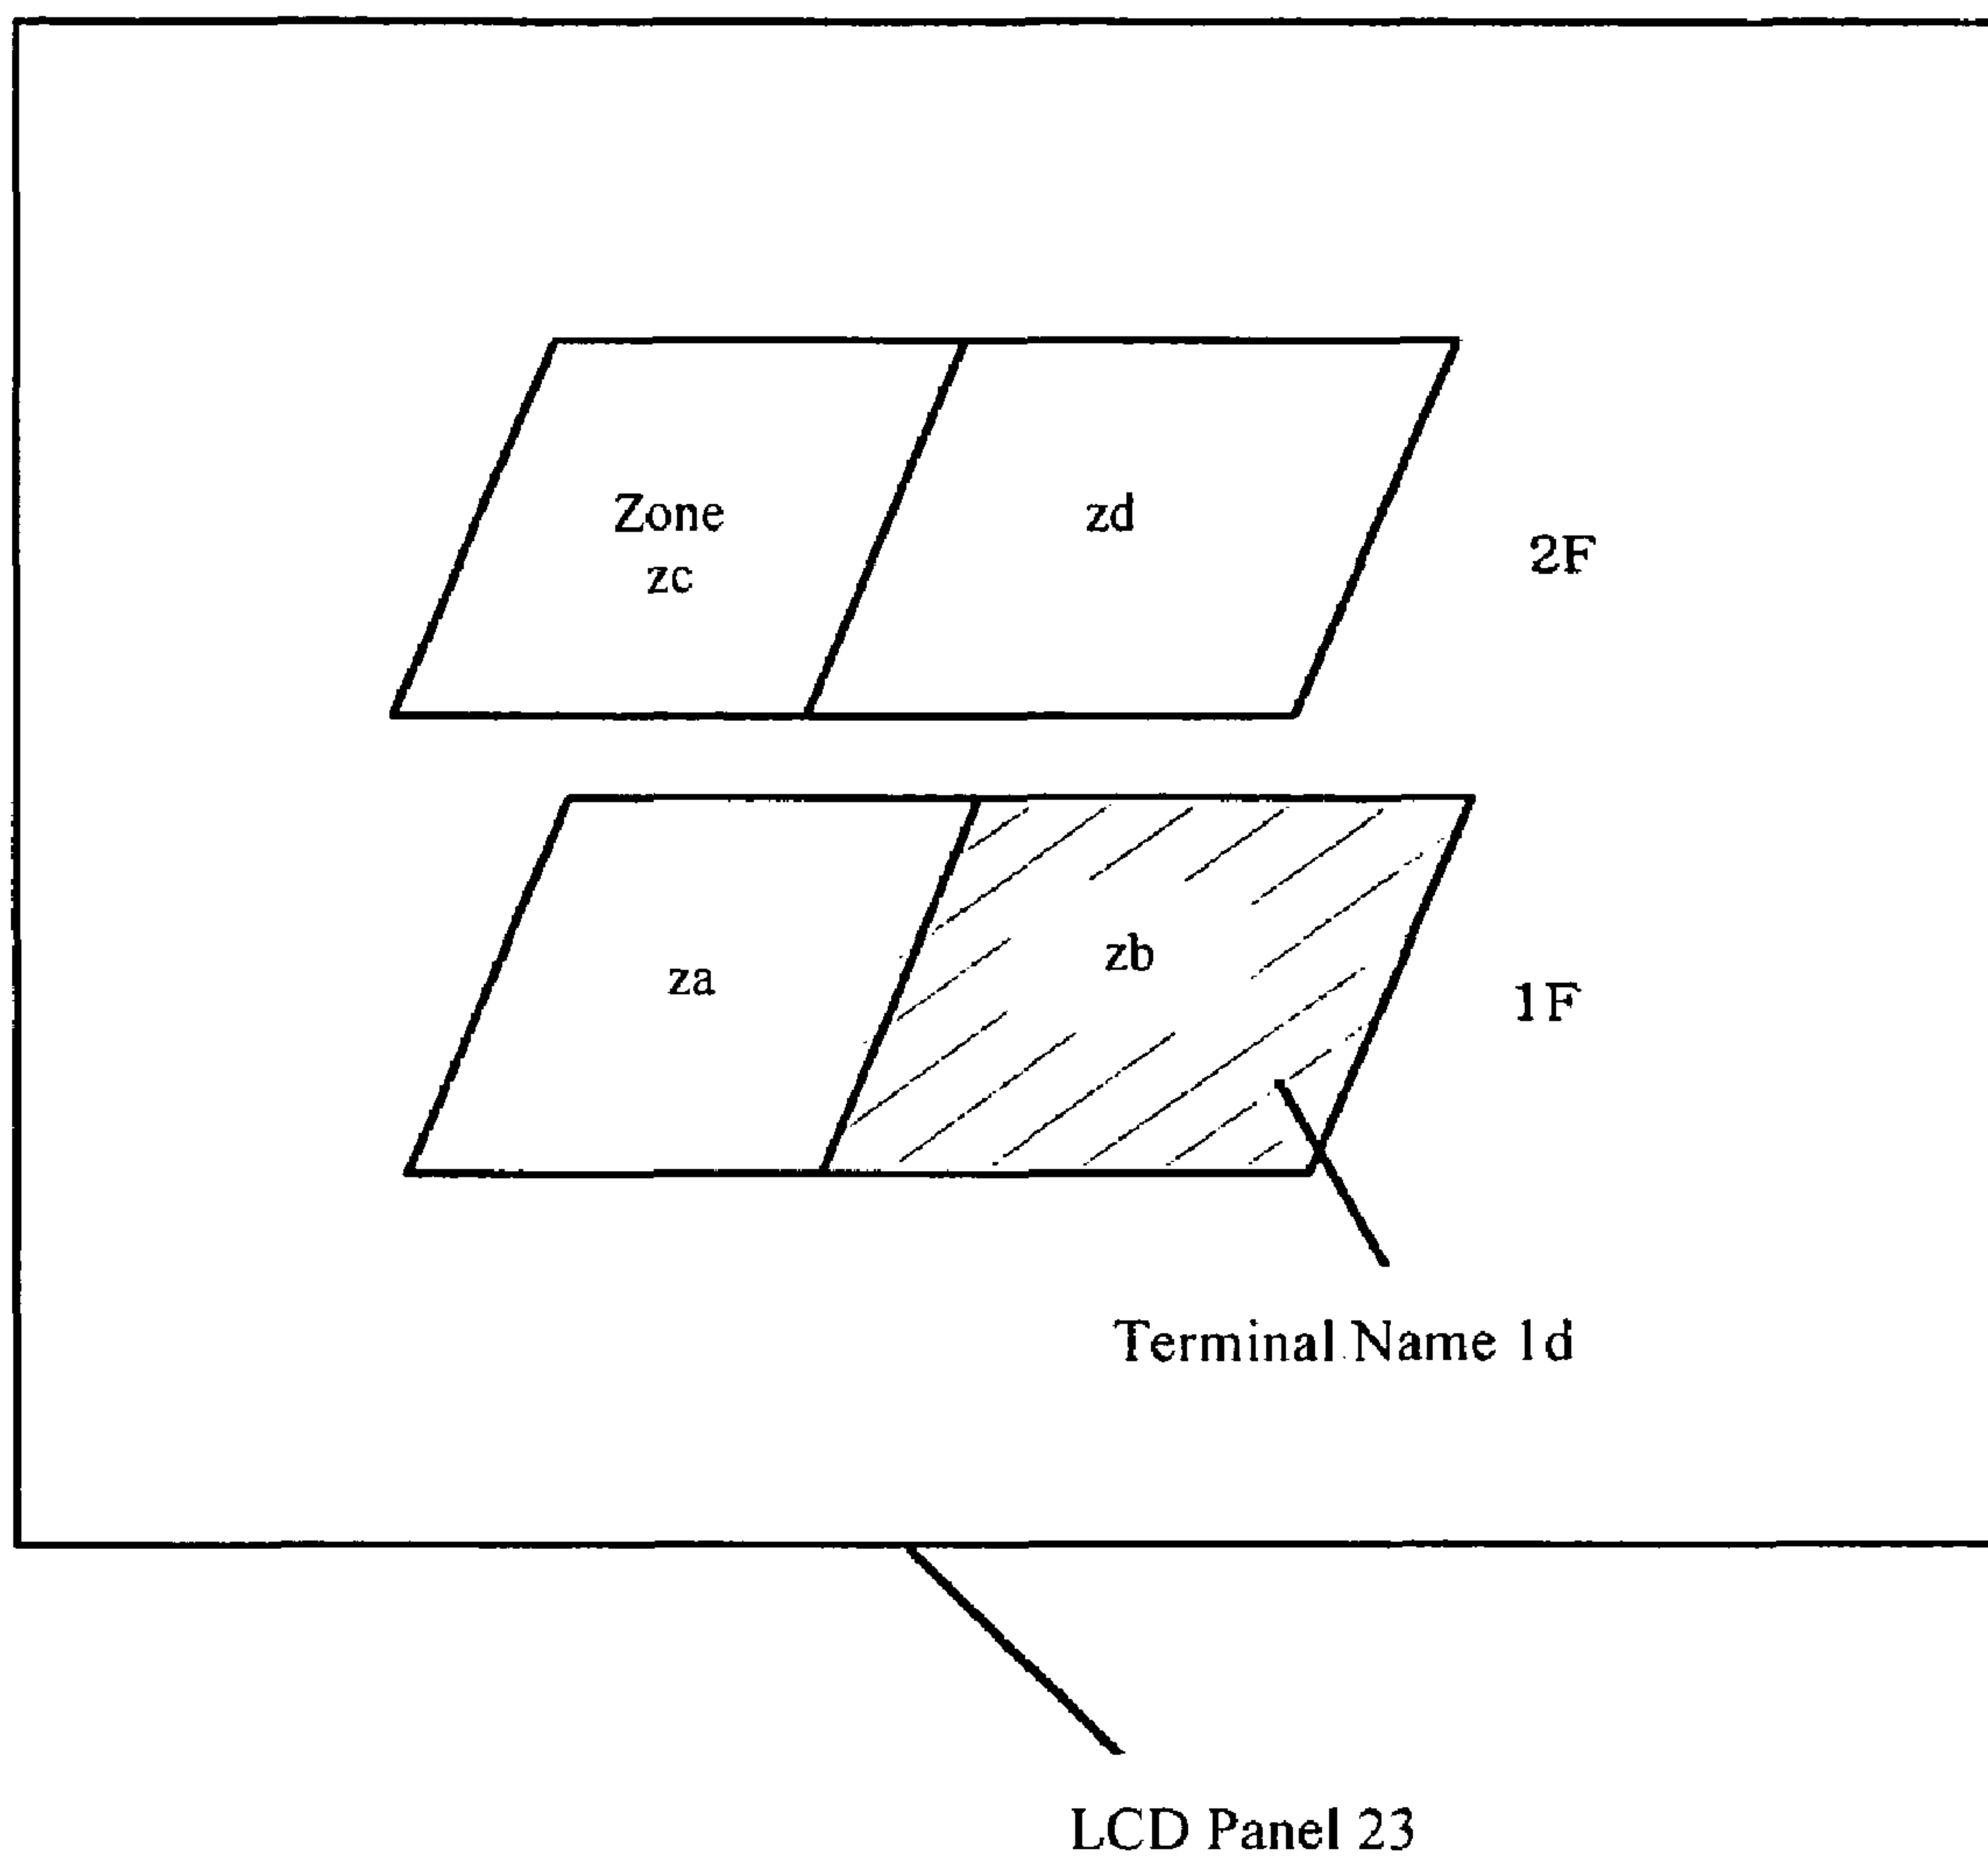 Zone
zc
zd
2F
za
zb
1F
Terminal Name 1d
LCD Panel 23